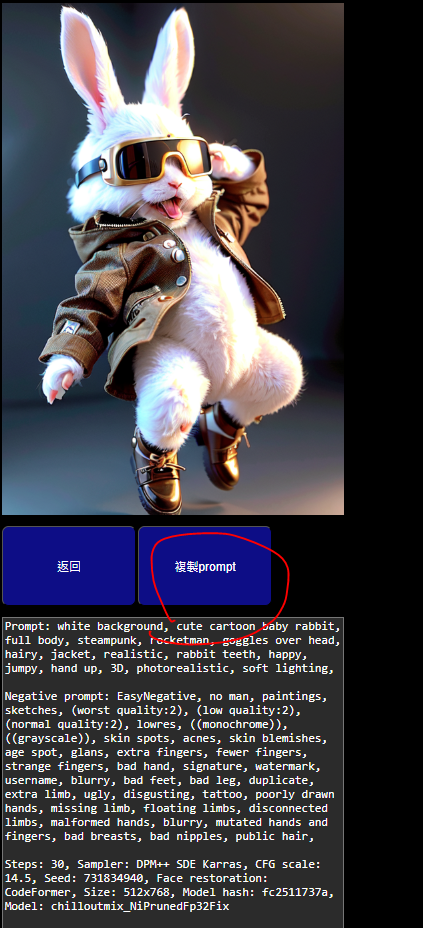 返回
複製prompt
Prompt: white background, cute cartoon baby rabbit,
full body, steampunk, rocketman, goggles over head,
hairy, jacket, realistic, rabbit teeth, happy,
jumpy, hand up, 3D, photorealistic, soft lighting,
Negative prompt: EasyNegative, no man, paintings,
sketches, (worst quality:2), (low quality:2),
(normal quality:2), lowres, ((monochrome)),
((grayscale)), skin spots, acnes, skin blemishes,
age spot, glans, extra fingers, fewer fingers,
strange fingers, bad hand, signature, watermark,
username, blurry, bad feet, bad leg, duplicate,
extra limb, ugly, disgusting, tattoo, poorly drawn
hands, missing limb, floating limbs, disconnected
limbs, malformed hands, blurry, mutated hands and
fingers, bad breasts, bad nipples, public hair,
Steps: 30, Sampler: DPM++ SDE Karras, CFG scale:
14.5, Seed: 731834940, Face restoration:
CodeFormer, Size: 512x768, Model hash: fc2511737a,
Model: chilloutmix_NiPrunedFp32Fix